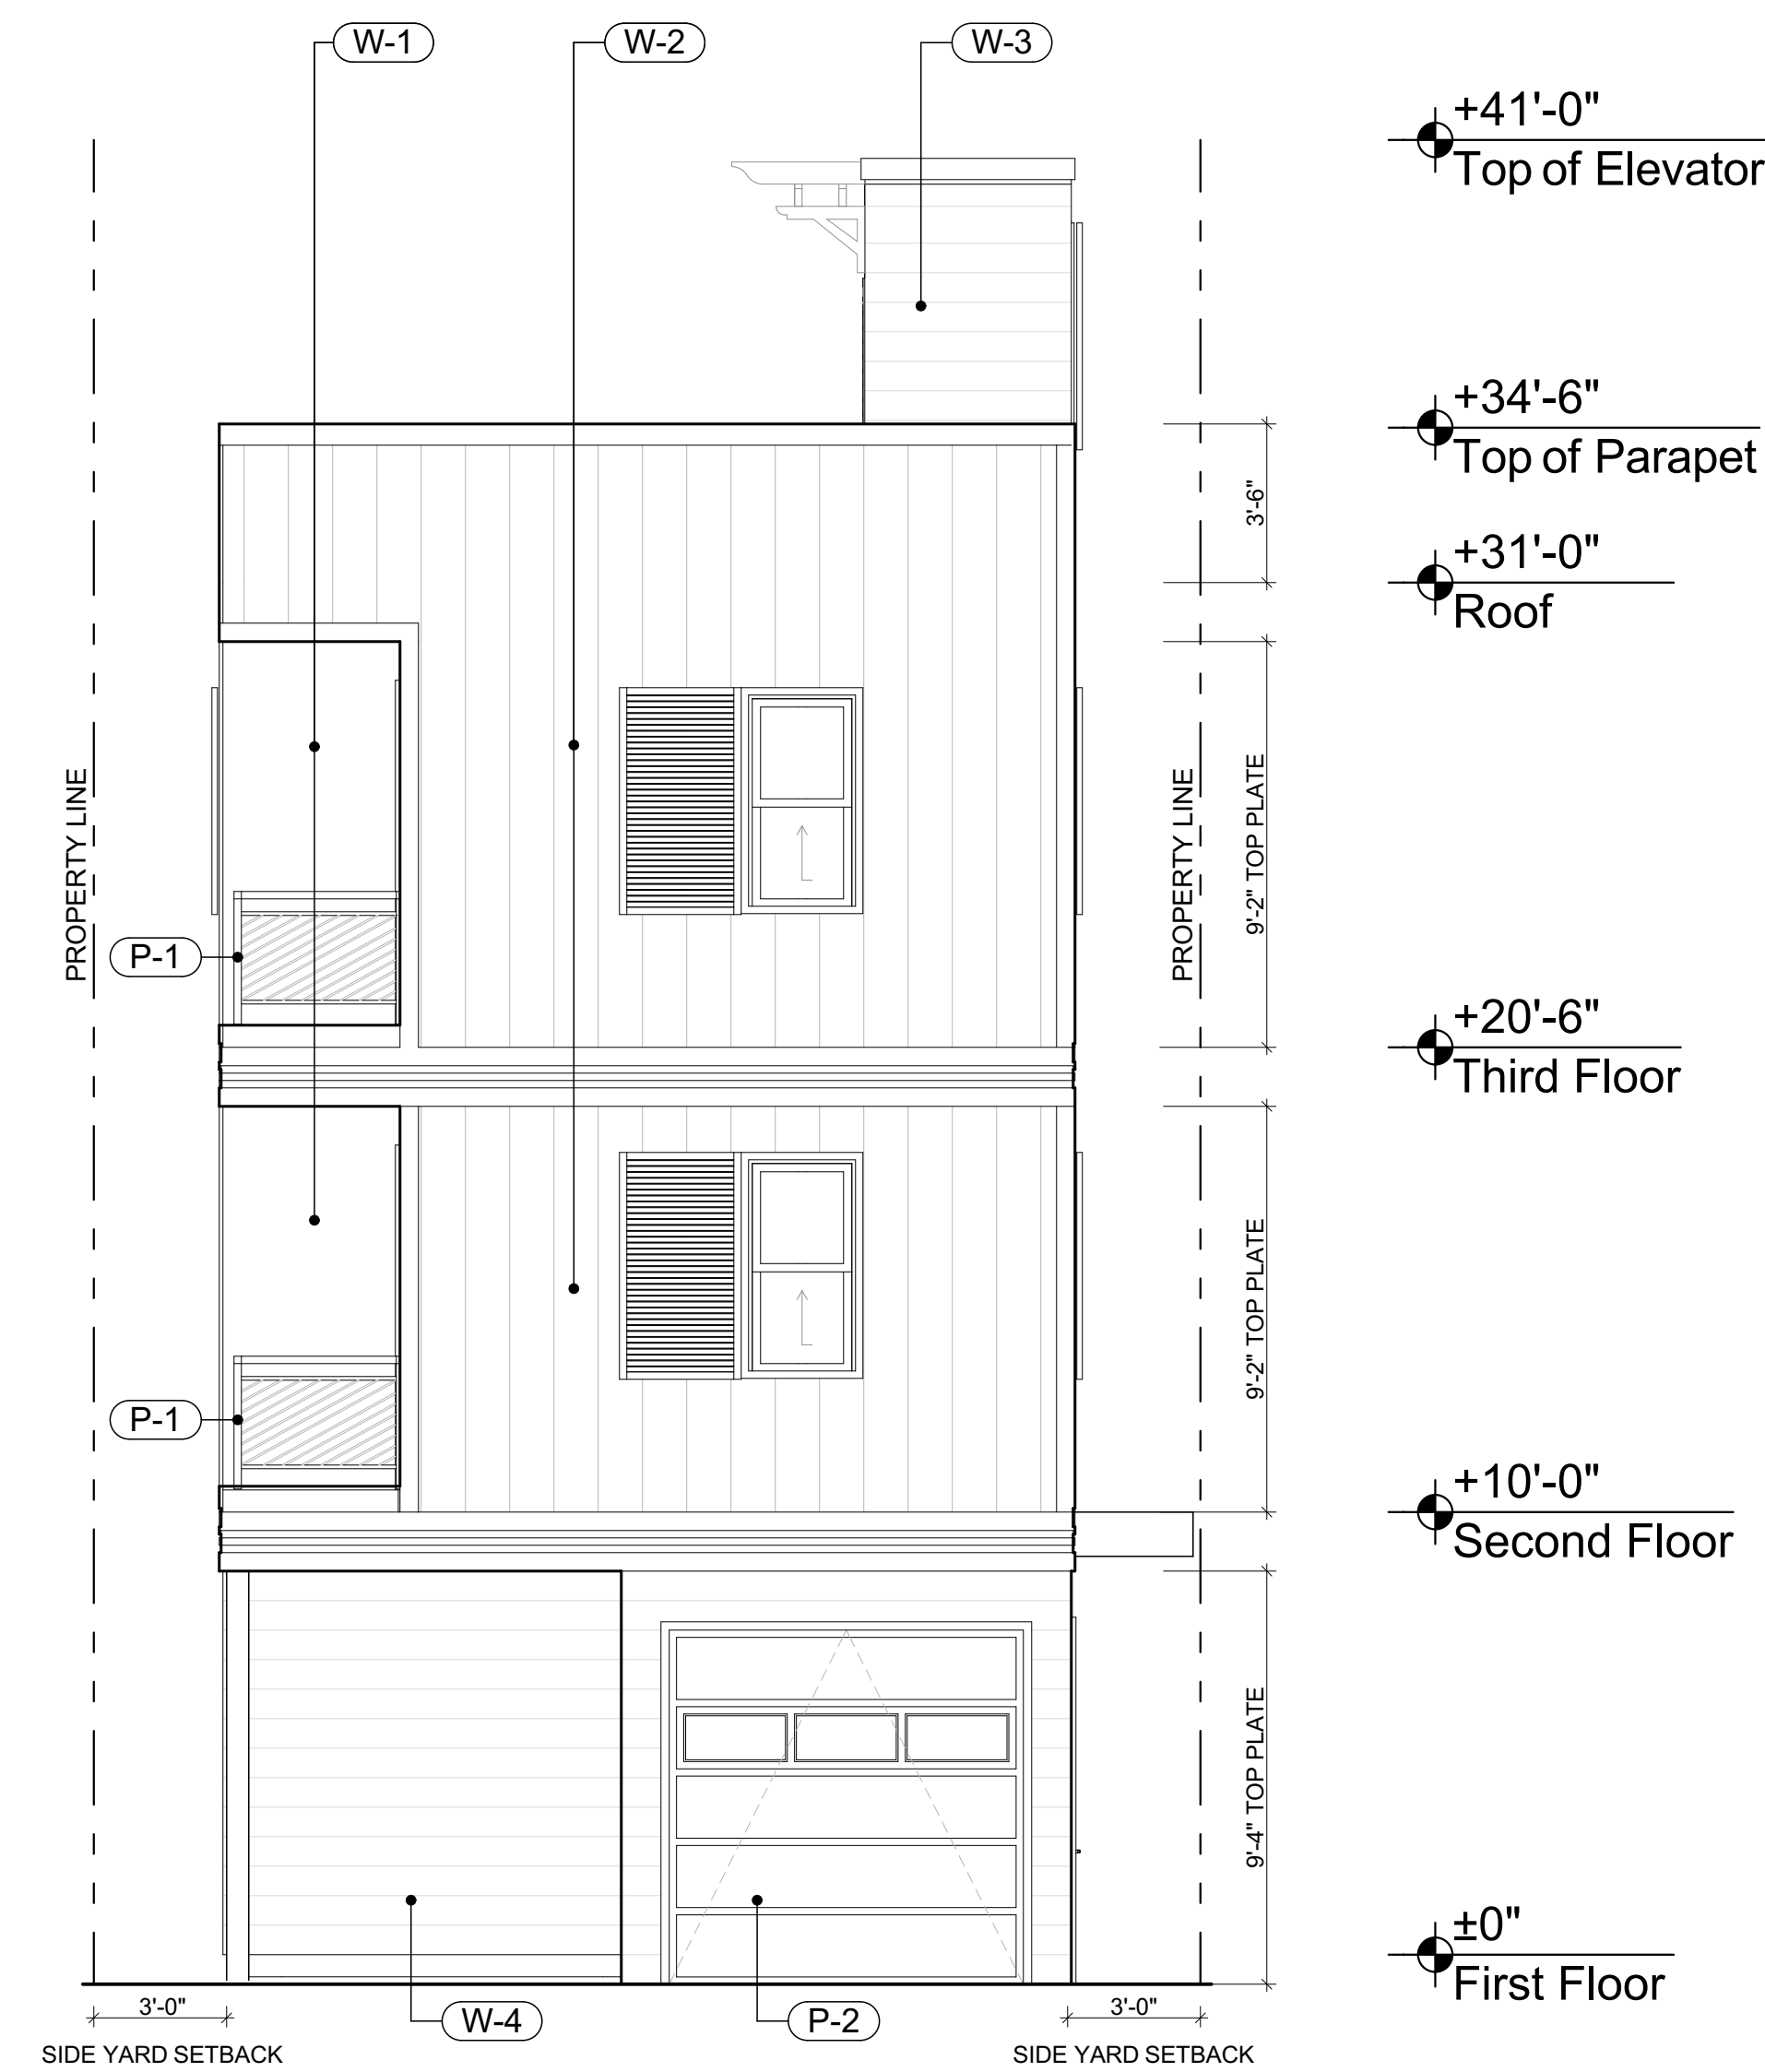 W-1
W-2
W-3
+41'-0"
Top of Elevator
+34'-6"
Top of Parapet
3'-6"
+31'-0"
Roof
PROPERTY LINE
PROPERTY LINE
9'-2" TOP PLATE
P-1
+20'-6"
Third Floor
9'-2" TOP PLATE
P-1
+10'-0"
Second Floor
9'-4" TOP PLATE
±0"
First Floor
3'-0"
W-4
P-2
3'-0"
SIDE YARD SETBACK
SIDE YARD SETBACK